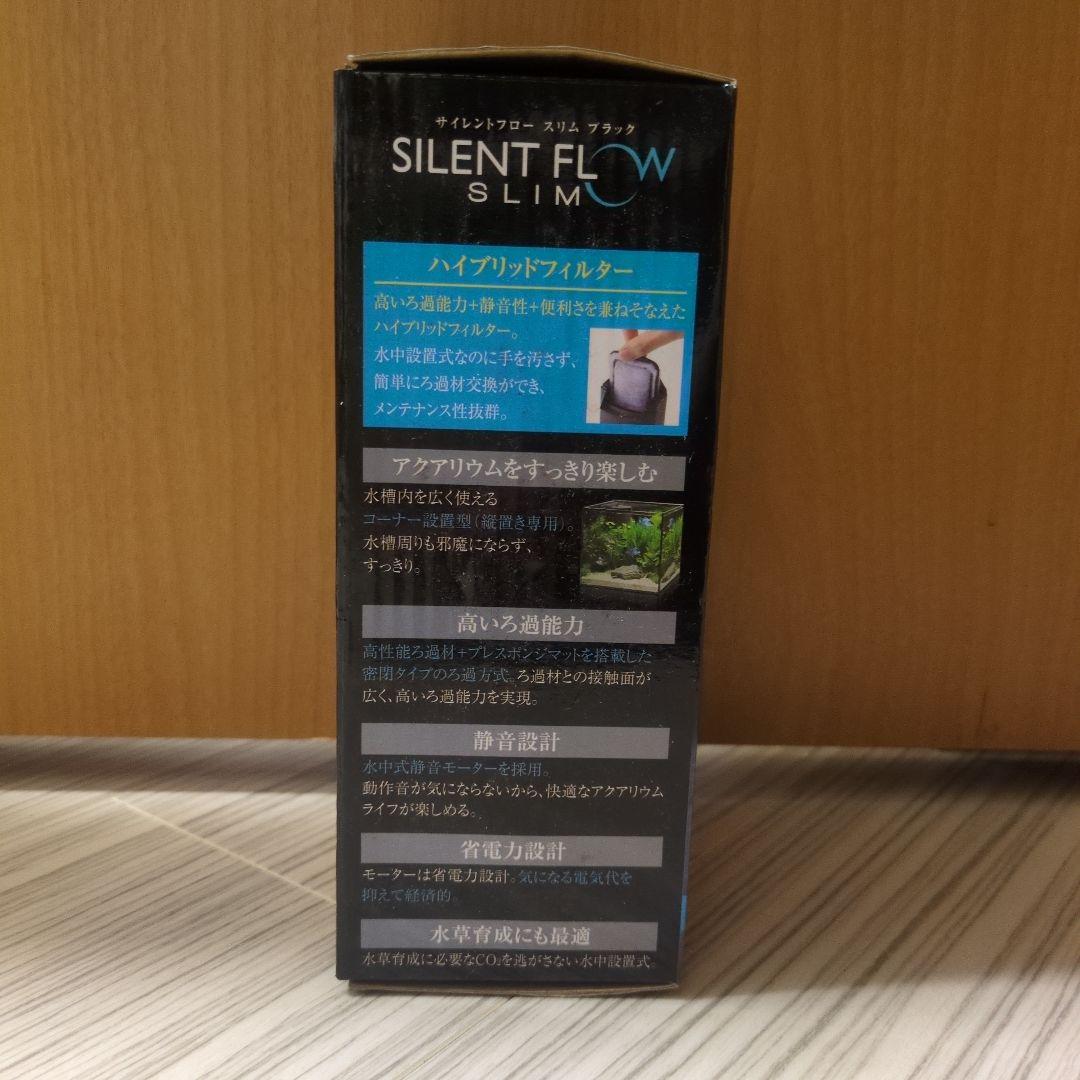 サイレントフロー スリム ブラック
SILENT FLOW
SLIM
ハイブリッドフィルター
高いろ過能力+静音性+便利さを兼ねそなえた
ハイブリッドフィルター。
水中設置式なのに手を汚さず、
簡単にろ過材交換ができ、
メンテナンス性抜群。
アクアリウムをすっきり楽しむ
水槽内を広く使える
コーナー設置型(縦置き専用)。
水槽周りも邪魔にならず、
すっきり。
高いろ過能力
高性能ろ過材+ブレスポンジマットを搭載した
密閉タイプのろ過方式。ろ過材との接触面が
広く、高いろ過能力を実現。
静音設計
水中式静音モーターを採用。
動作音が気にならないから、快適なアクアリウム
ライフが楽しめる。
省電力設計
モーターは省電力設計。気になる電気代を
抑えて経済的。
水草育成にも最適
水草育成に必要なCO₂を逃がさない水中設置式。